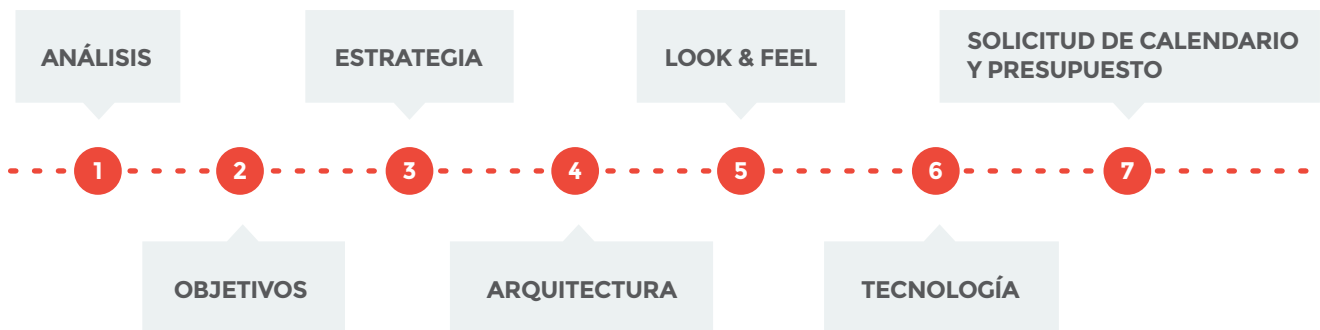 ANÁLISIS
ESTRATEGIA
LOOK & FEEL
SOLICITUD DE CALENDARIO
Y PRESUPUESTO
1
2
3
4
5
6
7
OBJETIVOS
ARQUITECTURA
TECNOLOGÍA